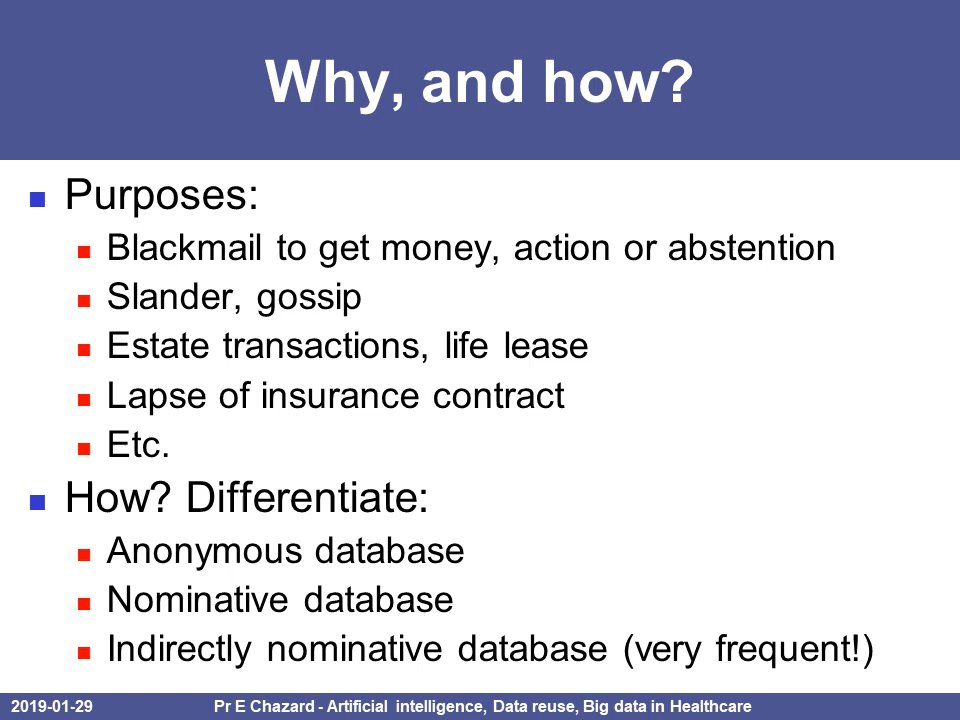 Why, and how?
Purposes:
Blackmail to get money, action or abstention
Slander, gossip
Estate transactions, life lease
Lapse of insurance contract
Etc.
How? Differentiate:
Anonymous database
Nominative database
Indirectly nominative database (very frequent!)
2019-01-29 Pr E Chazard - Artificial intelligence, Data reuse, Big data in Healthcare